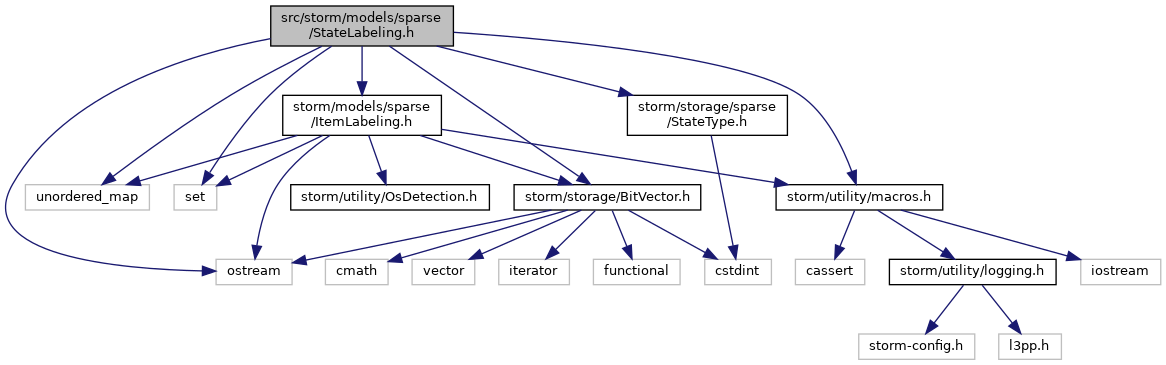 src/storm/models/sparse
/StateLabeling.h
storm/models/sparse
/ItemLabeling.h
storm/storage/sparse
/StateType.h
unordered_map
set
storm/utility/OsDetection.h
storm/storage/BitVector.h
storm/utility/macros.h
ostream
cmath
vector
iterator
functional
cstdint
cassert
storm/utility/logging.h
iostream
storm-config.h
l3pp.h